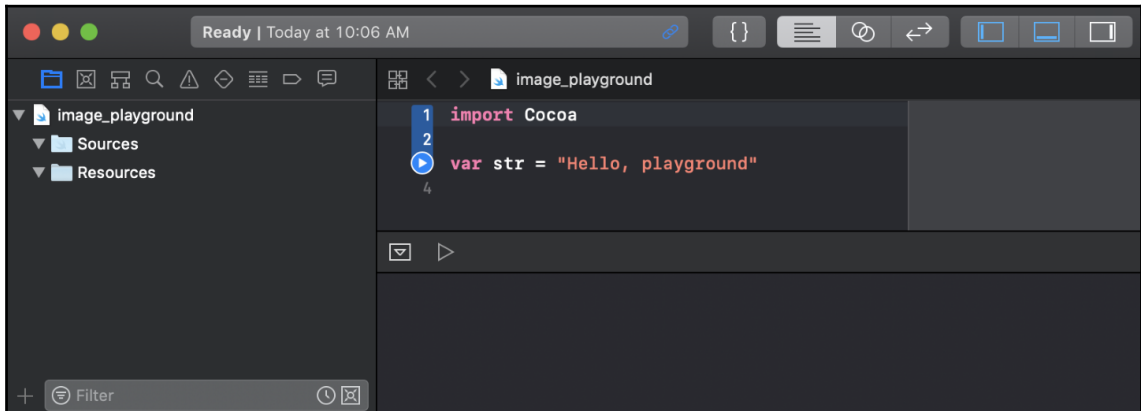 Ready | Today at 10:06 AM
{ }
image_playground
image_playground
Sources
Resources
1 import Cocoa
2
var str = "Hello, playground"
4
Filter